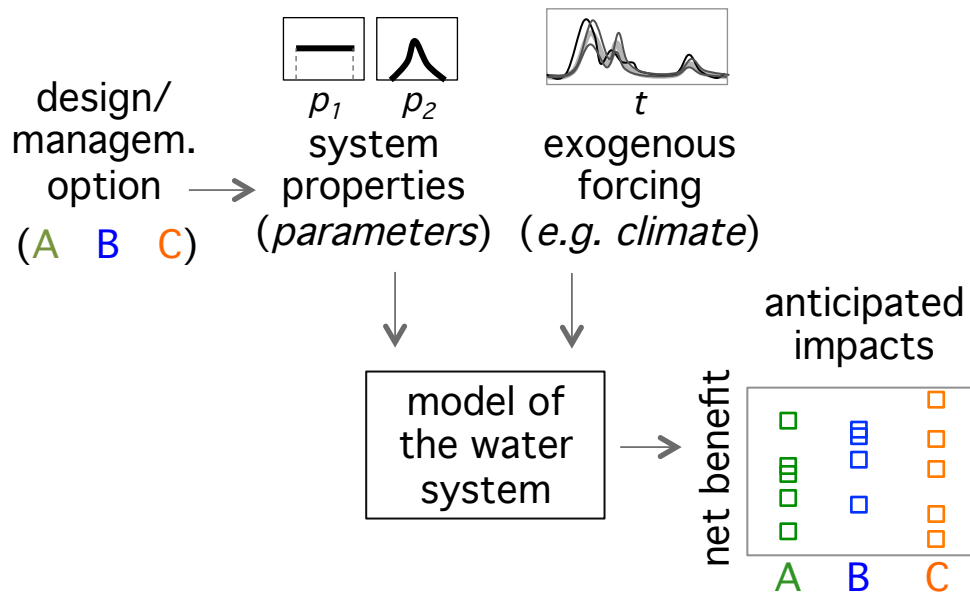 design/
managem.
option
(A B C)
p1 p2
system
properties
(parameters)
t
exogenous
forcing
(e.g. climate)
model of
the water
system
anticipated
impacts
net benefit
A B C